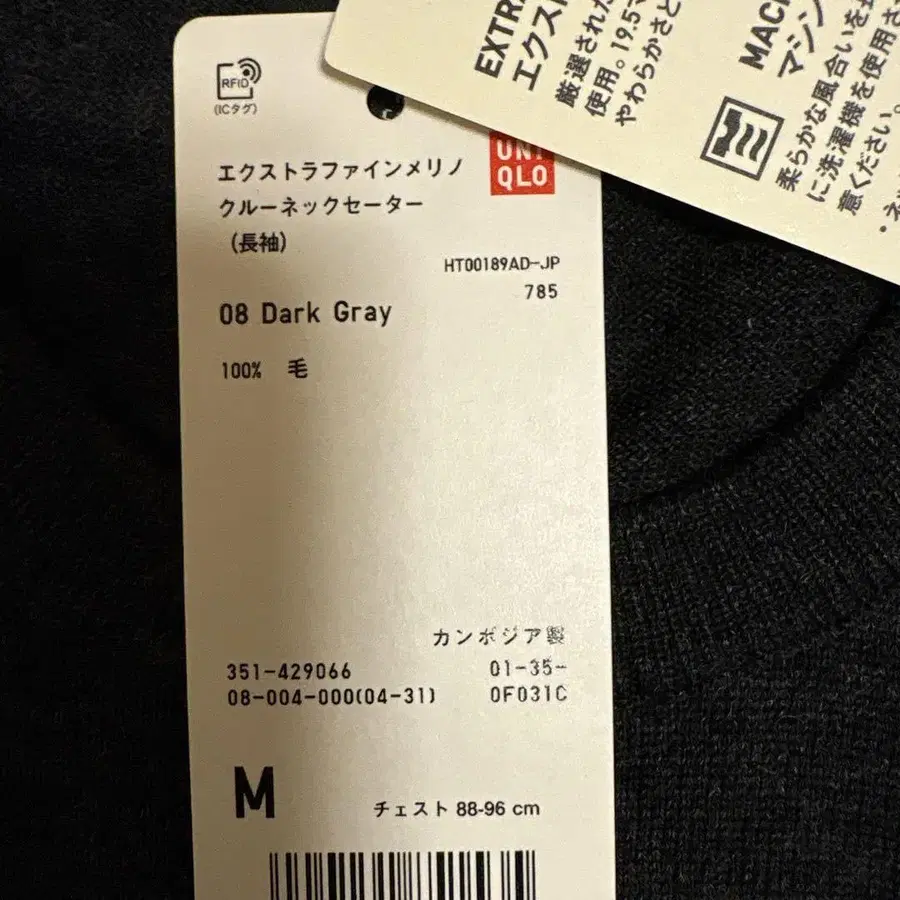 RFID
(ICタグ)
UNI
QLO
エクストラファインメリノ
クルーネックセーター
(長袖)
HT00189AD-JP
785
08 Dark Gray
100% 毛
カンボジア製
351-429066
01-35-
08-004-000(04-31)
0F031C
M
チェスト 88-96 cm
EXTRA
エクスト
厳選された
使用。19.5マ
やわらかさと
MACH
マシン
柔らかな風合いを
に洗濯機を使用さ
意ください。